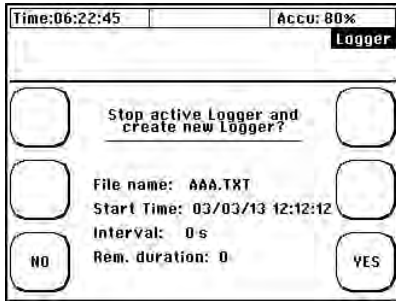 Time:06:22:45 Accu: 80%
Logger
Stop active Logger and
create new Logger?
File name: AAA.TXT
Start Time: 03/03/13 12:12:12
Interval: 0 s
Rem. duration: 0
NO YES